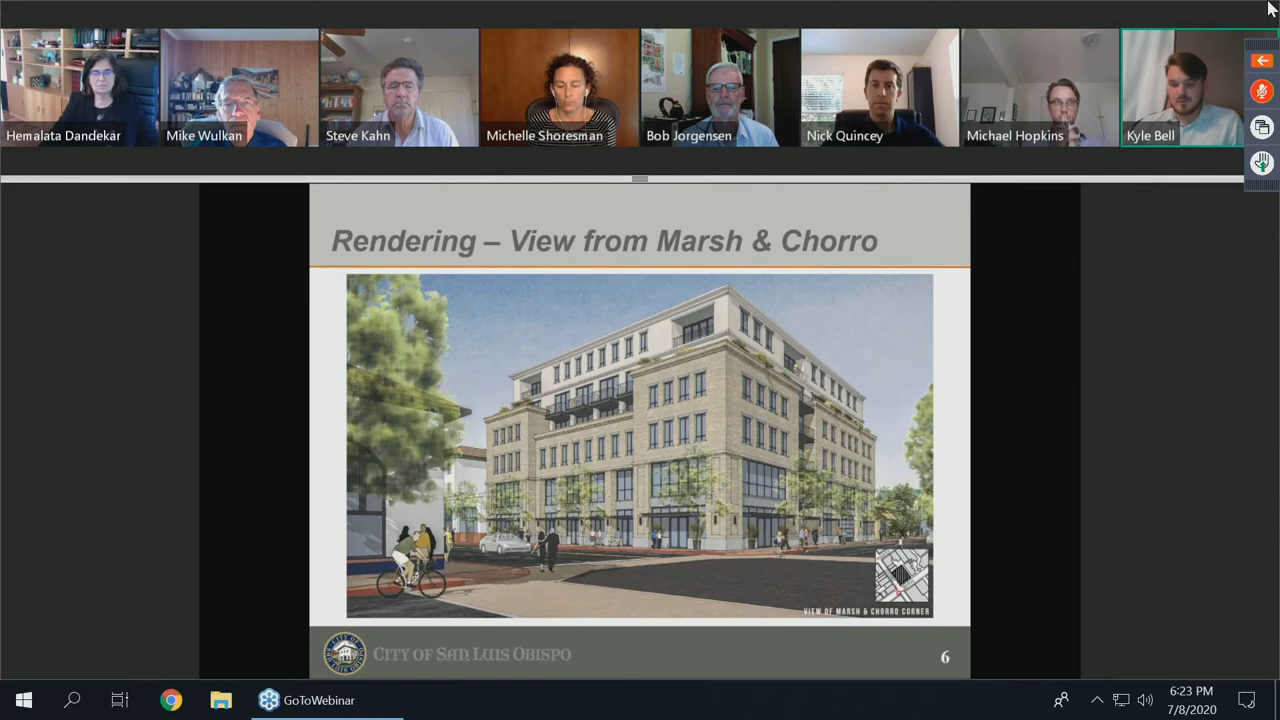 Hemalata Dandekar
Mike Wulkan
Steve Kahn
Michelle Shoresman
Bob Jorgensen
Nick Quincey
Michael Hopkins
Kyle Bell
Rendering – View from Marsh & Chorro
VIEW OF MARSH & CHORRO CORNER
CITY OF SAN LUIS OBISPO
6
GoToWebinar
6:23 PM
7/8/2020